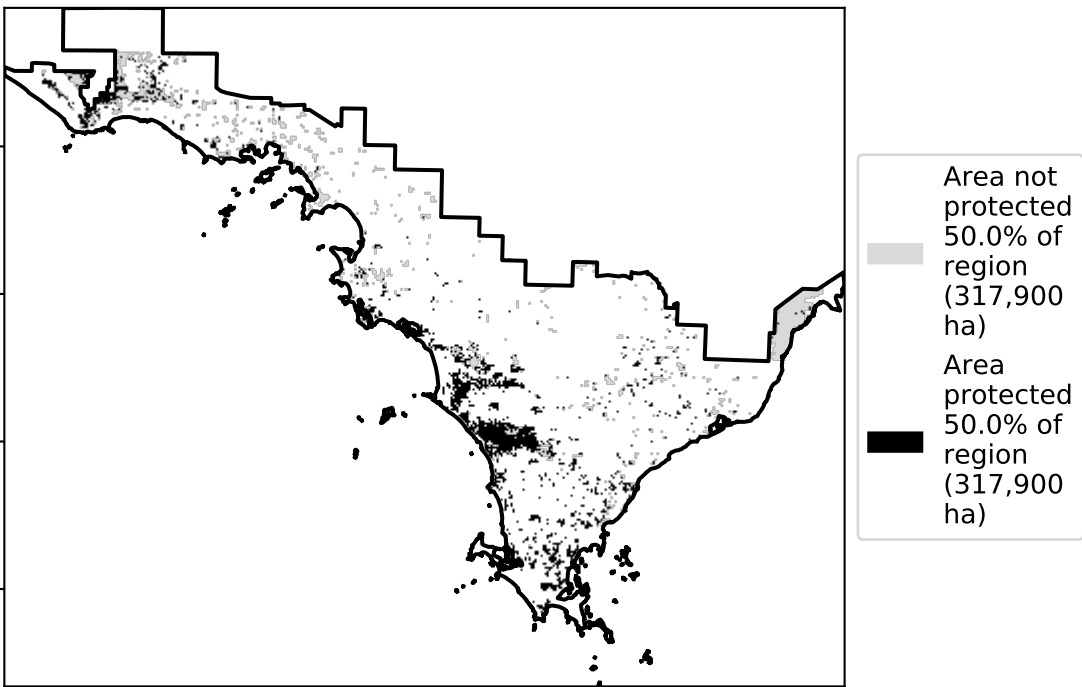 Area not
protected
50.0% of
region
(317,900
ha)
Area
protected
50.0% of
region
(317,900
ha)